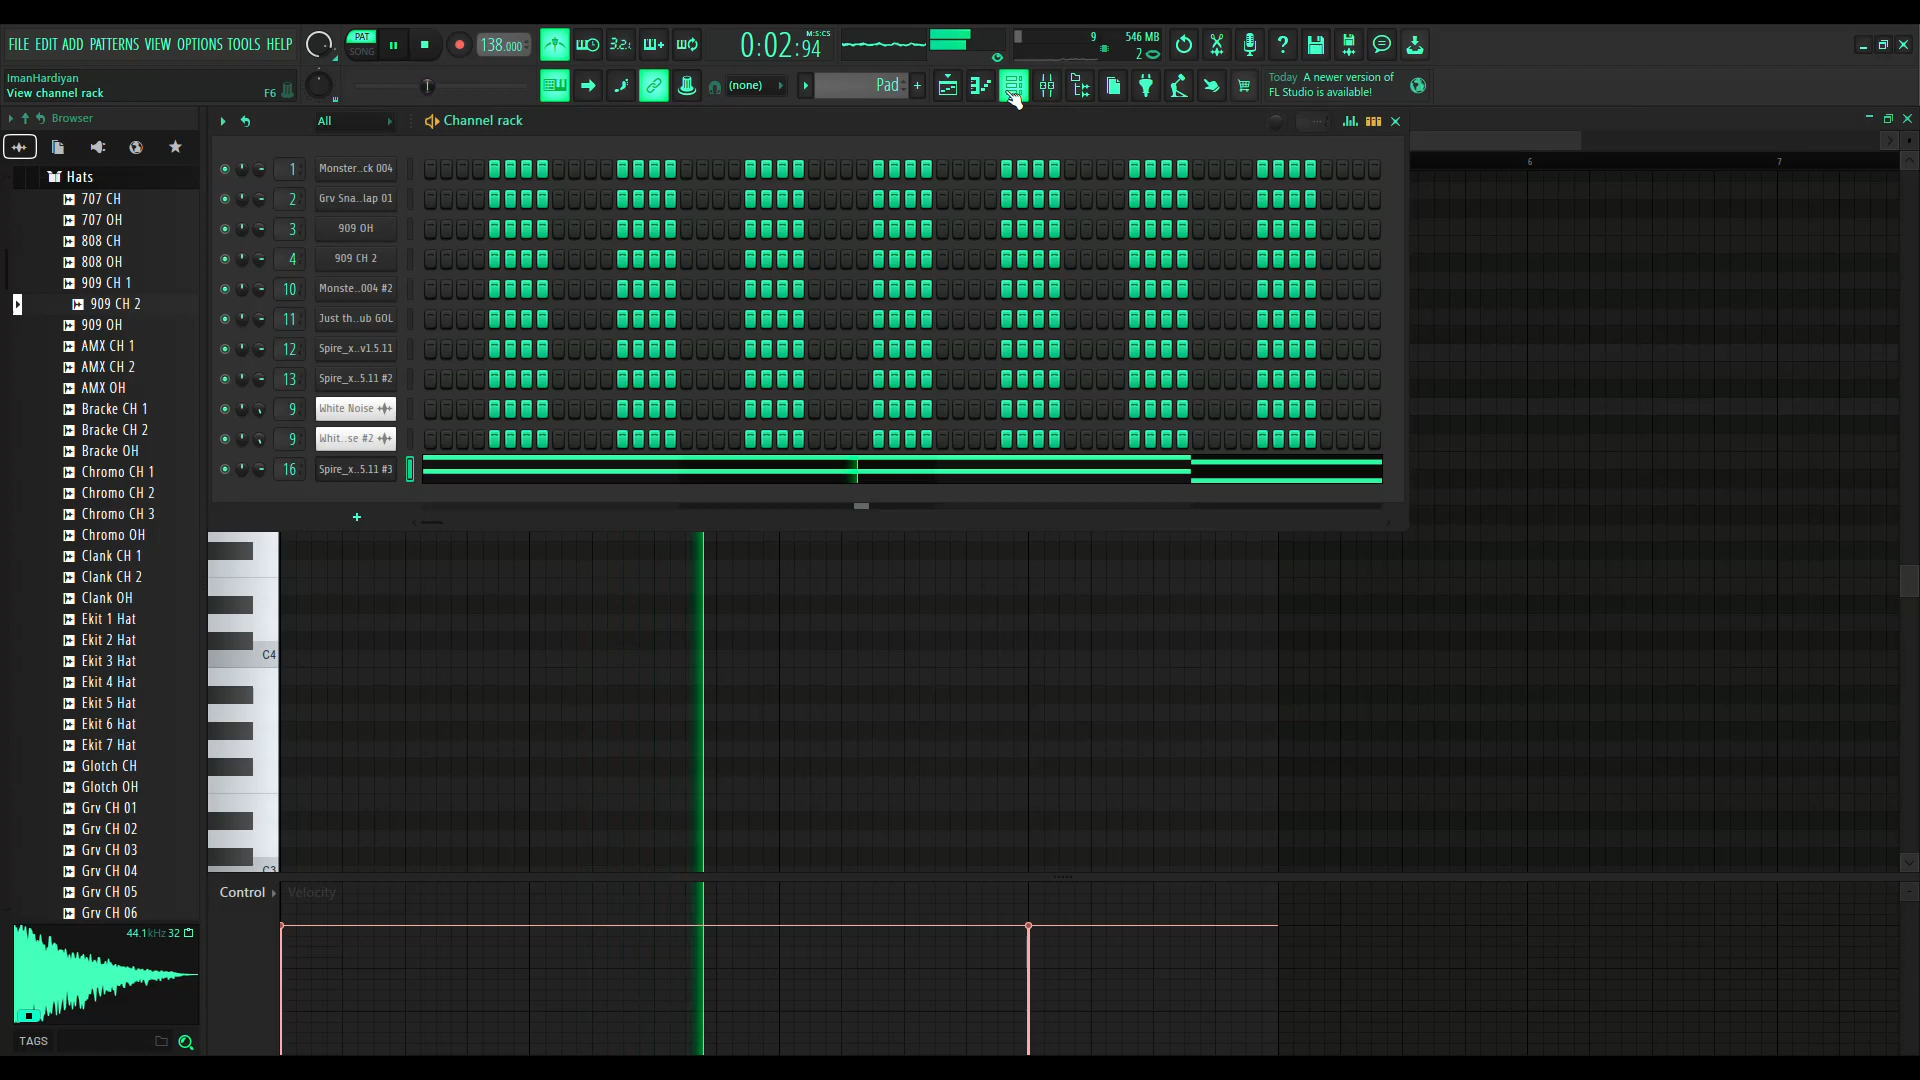 FILE EDIT ADD PATTERNS VIEW OPTIONS TOOLS HELP
PAT
SONG
138.000
3.2.
0:02:94
M:S:CS
9
546 MB
2
ImanHardiyan
View channel rack
F6
(none)
Pad
Today A newer version of
FL Studio is available!
Browser
All
Channel rack
Hats
707 CH
707 OH
808 CH
808 OH
909 CH 1
909 CH 2
909 OH
AMX CH 1
AMX CH 2
AMX OH
Bracke CH 1
Bracke CH 2
Bracke OH
Chromo CH 1
Chromo CH 2
Chromo CH 3
Chromo OH
Clank CH 1
Clank CH 2
Clank OH
Ekit 1 Hat
Ekit 2 Hat
Ekit 3 Hat
Ekit 4 Hat
Ekit 5 Hat
Ekit 6 Hat
Ekit 7 Hat
Glotch CH
Glotch OH
Grv CH 01
Grv CH 02
Grv CH 03
Grv CH 04
Grv CH 05
Grv CH 06
44.1kHz 32
TAGS
1 Monster..ck 004
2 Grv Sna..lap 01
3 909 OH
4 909 CH 2
10 Monste..004 #2
11 Just th..ub GOL
12 Spire_x..v1.5.11
13 Spire_x..5.11 #2
9 White Noise
9 Whit..se #2
16 Spire_x..5.11 #3
6
7
C4
C3
Control
Velocity